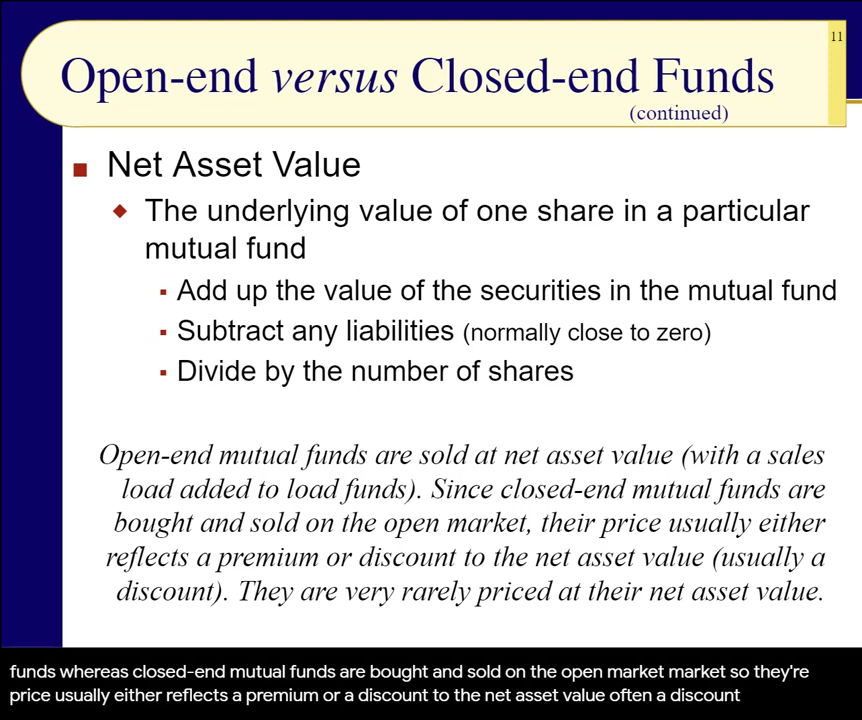 11
Open-end versus Closed-end Funds
(continued)
Net Asset Value
The underlying value of one share in a particular
mutual fund
Add up the value of the securities in the mutual fund
Subtract any liabilities (normally close to zero)
Divide by the number of shares
Open-end mutual funds are sold at net asset value (with a sales
load added to load funds). Since closed-end mutual funds are
bought and sold on the open market, their price usually either
reflects a premium or discount to the net asset value (usually a
discount). They are very rarely priced at their net asset value.
funds whereas closed-end mutual funds are bought and sold on the open market market so they're
price usually either reflects a premium or a discount to the net asset value often a discount